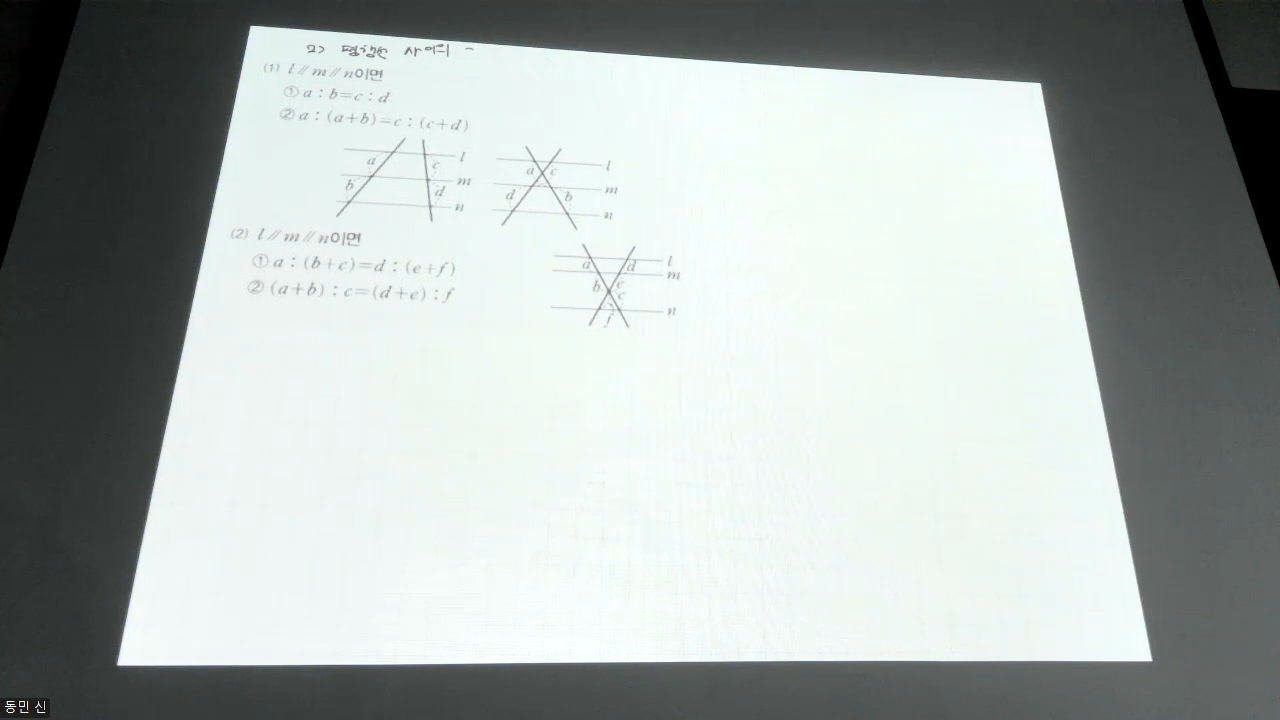 2) 평행선 사이의 -
(1) l // m // n이면
① a : b=c : d
② a : (a+b)=c : (c+d)
a c l
b d m
n
a c l
d b m
n
(2) l // m // n이면
① a : (b+c)=d : (e+f)
② (a+b) : c=(d+e) : f
a d l
m
b e
c
n
f
동민 신